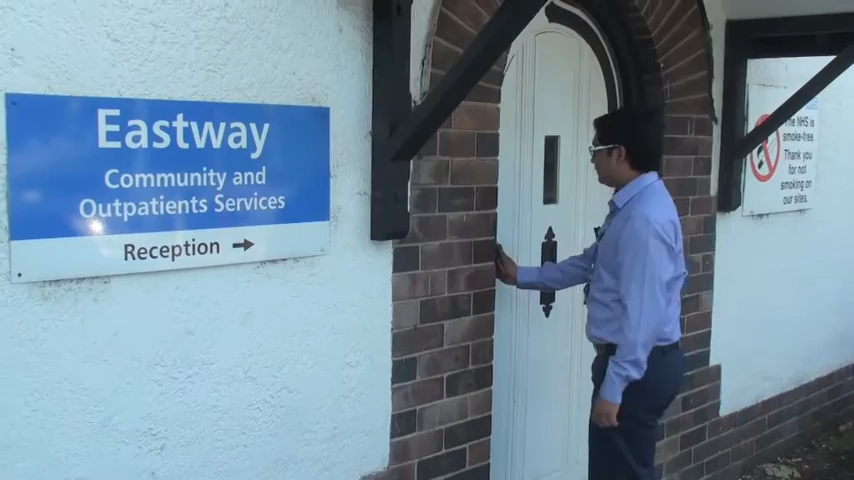 Eastway
Community and
Outpatients Services
Reception →
The NHS is
smoke-free.
Thank you
for not
smoking on
our sites.